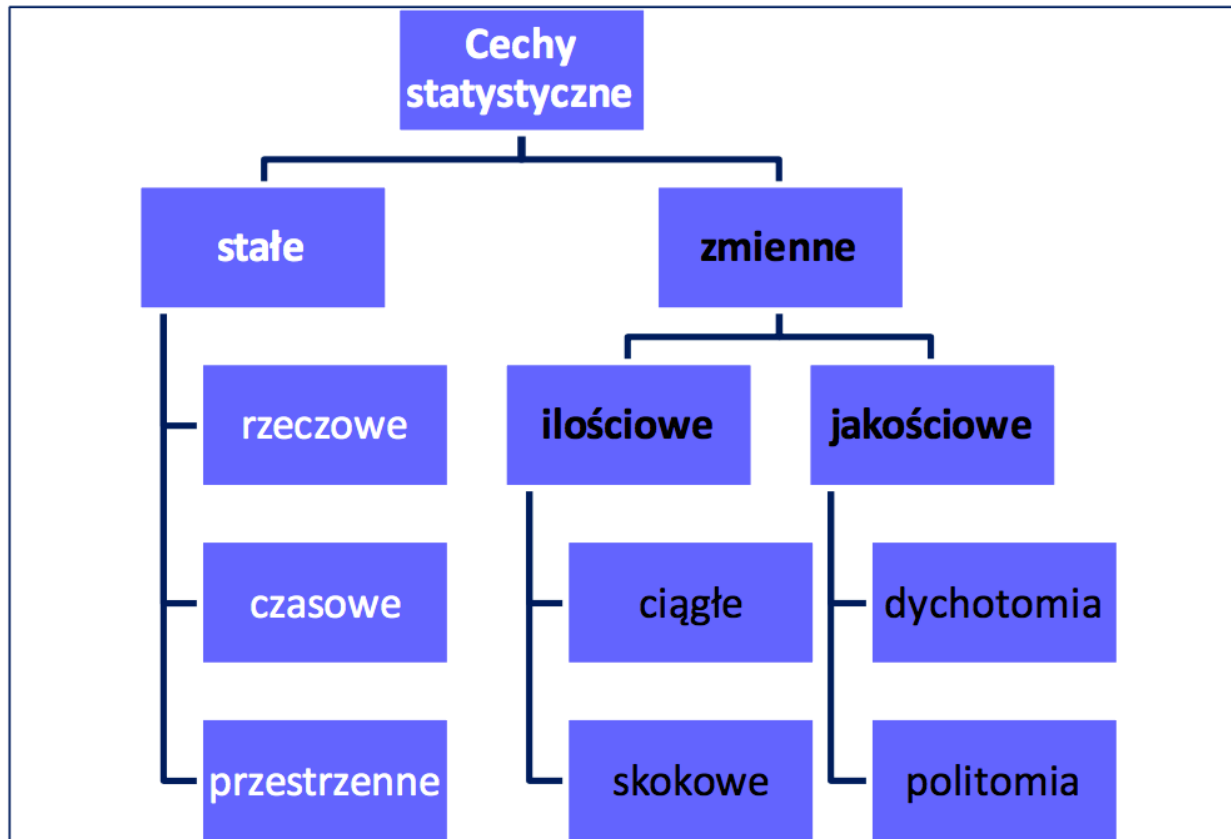 Cechy
statystyczne
stałe
zmienne
rzeczowe
ilościowe
jakościowe
czasowe
ciągłe
dychotomia
przestrzenne
skokowe
politomia